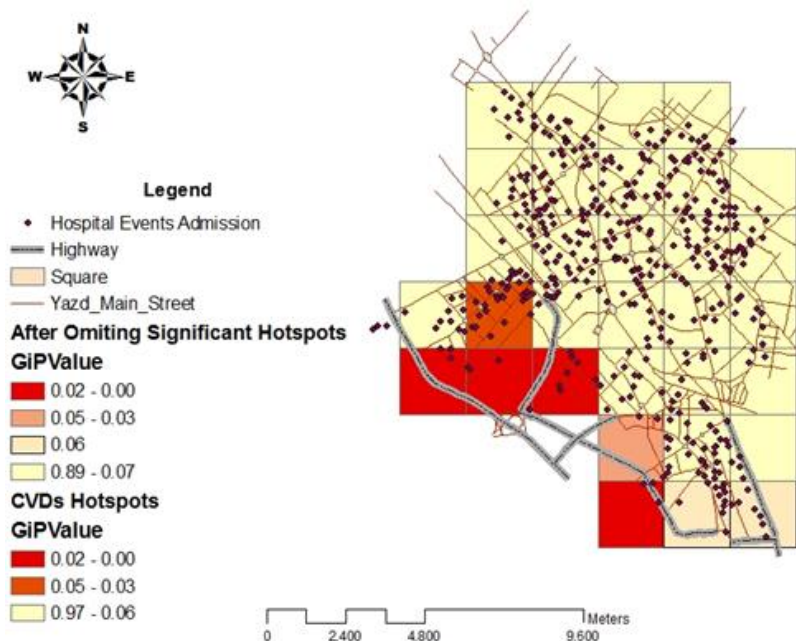 N
W E
S
Legend
Hospital Events Admission
Highway
Square
Yazd_Main_Street
After Omiting Significant Hotspots
GiPValue
0.02 - 0.00
0.05 - 0.03
0.06
0.89 - 0.07
CVDs Hotspots
GiPValue
0.02 - 0.00
0.05 - 0.03
0.97 - 0.06
Meters
0 2.400 4.800 9.600